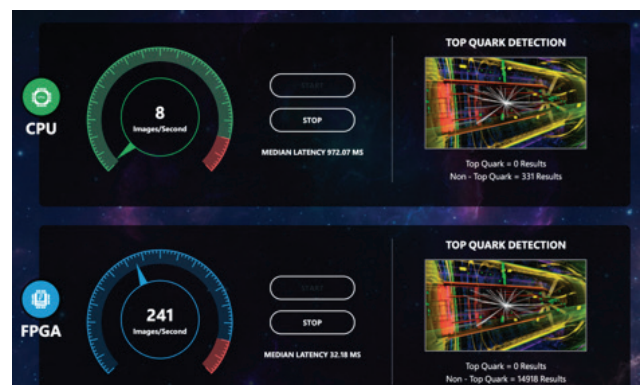 TOP QUARK DETECTION
8
Images/Second
START
STOP
CPU
MEDIAN LATENCY 972.07 MS
Top Quark = 0 Results
Non - Top Quark = 331 Results
TOP QUARK DETECTION
241
Images/Second
START
STOP
FPGA
MEDIAN LATENCY 32.18 MS
Top Quark = 0 Results
Non - Top Quark = 14918 Results